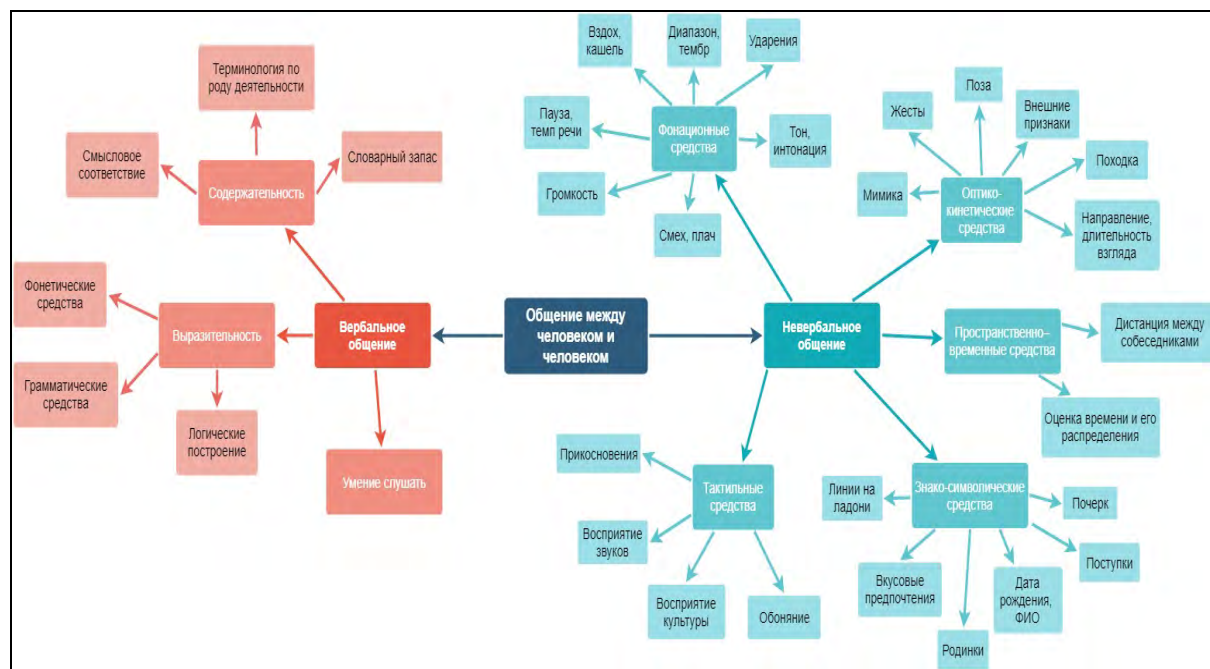 Вздох,
кашель
Диапазон,
тембр
Ударения
Терминология по
роду деятельности
Поза
Жесты
Внешние
признаки
Пауза,
темп речи
Фонационные
средства
Тон,
интонация
Смысловое
соответствие
Содержательность
Словарный запас
Походка
Громкость
Мимика
Оптико-
кинетические
средства
Смех, плач
Направление,
длительность
взгляда
Фонетические
средства
Выразительность
Вербальное
общение
Общение между
человеком и
человеком
Невербальное
общение
Пространственно–
временные средства
Дистанция между
собеседниками
Грамматические
средства
Логические
построение
Оценка времени и его
распределения
Умение слушать
Прикосновения
Тактильные
средства
Линии на
ладони
Знако-символические
средства
Почерк
Восприятие
звуков
Поступки
Восприятие
культуры
Обоняние
Вкусовые
предпочтения
Дата
рождения,
ФИО
Родинки